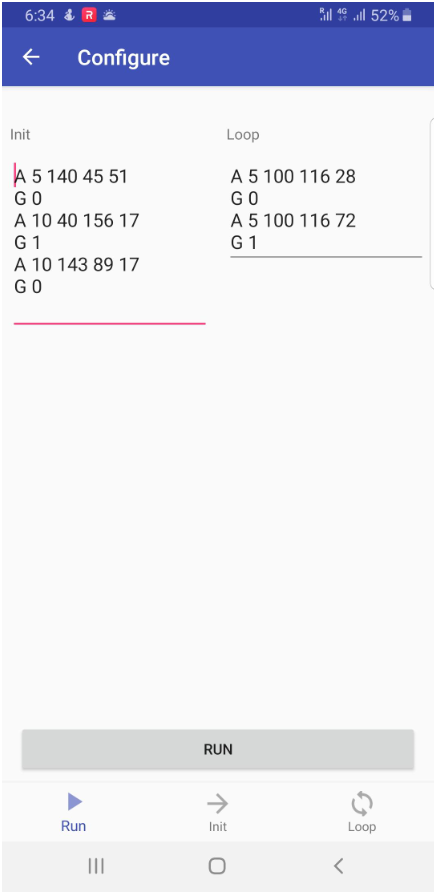 6:34 R R 4G 52%
Configure
Init
A 5 140 45 51
G 0
A 10 40 156 17
G 1
A 10 143 89 17
G 0
Loop
A 5 100 116 28
G 0
A 5 100 116 72
G 1
RUN
Run
Init
Loop